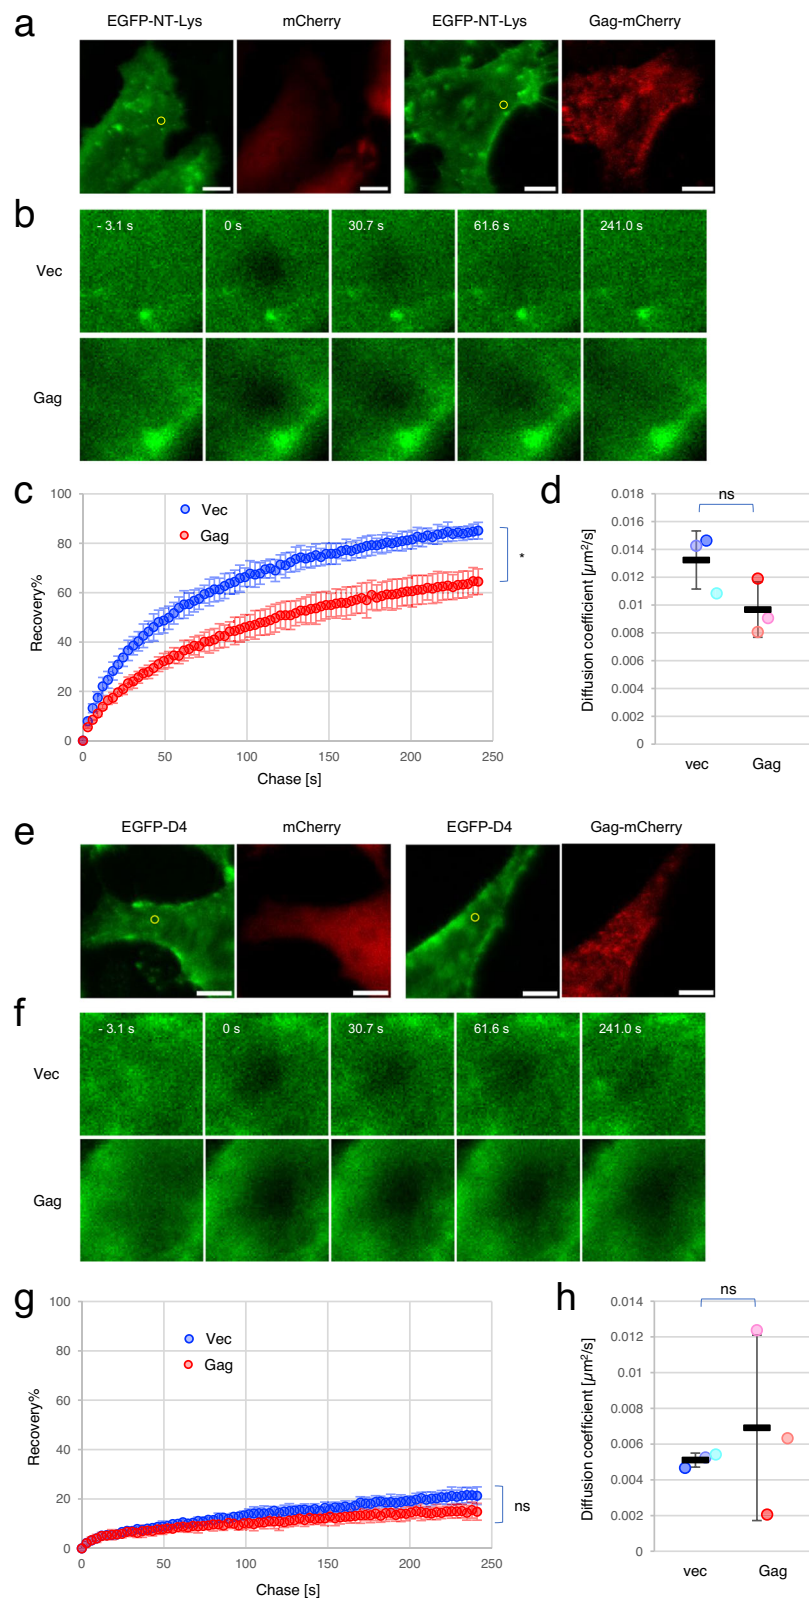 a
EGFP-NT-Lys mCherry EGFP-NT-Lys Gag-mCherry
b
- 3.1 s 0 s 30.7 s 61.6 s 241.0 s
Vec
Gag
c
100
80
60
40
20
0
Recovery%
Vec
Gag
*
0 50 100 150 200 250
Chase [s]
d
ns
0.018
0.016
0.014
0.012
0.01
0.008
0.006
0.004
0.002
0
Diffusion coefficient [µm²/s]
vec Gag
e
EGFP-D4 mCherry EGFP-D4 Gag-mCherry
f
- 3.1 s 0 s 30.7 s 61.6 s 241.0 s
Vec
Gag
g
100
80
60
40
20
0
Recovery%
Vec
Gag
ns
0 50 100 150 200 250
Chase [s]
h
ns
0.014
0.012
0.01
0.008
0.006
0.004
0.002
0
Diffusion coefficient [µm²/s]
vec Gag